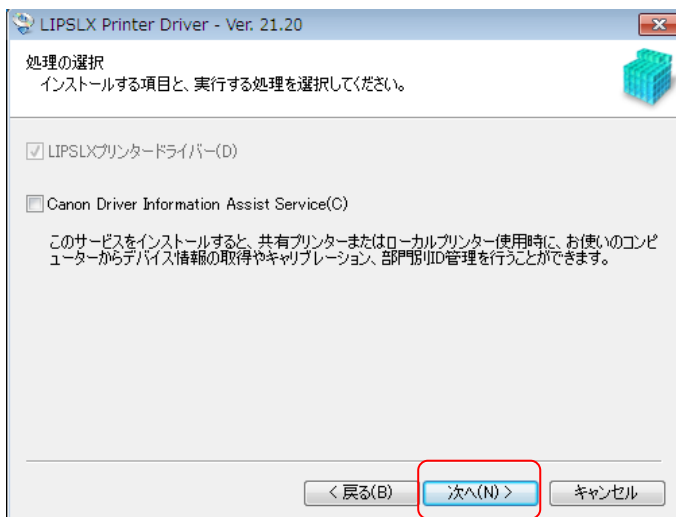 LIPSLX Printer Driver - Ver. 21.20
処理の選択
インストールする項目と、実行する処理を選択してください。
LIPSLXプリンタードライバー(D)
Canon Driver Information Assist Service(C)
このサービスをインストールすると、共有プリンターまたはローカルプリンター使用時に、お使いのコンピ
ューターからデバイス情報の取得やキャリブレーション、部門別ID管理を行うことができます。
< 戻る(B)
次へ(N) >
キャンセル